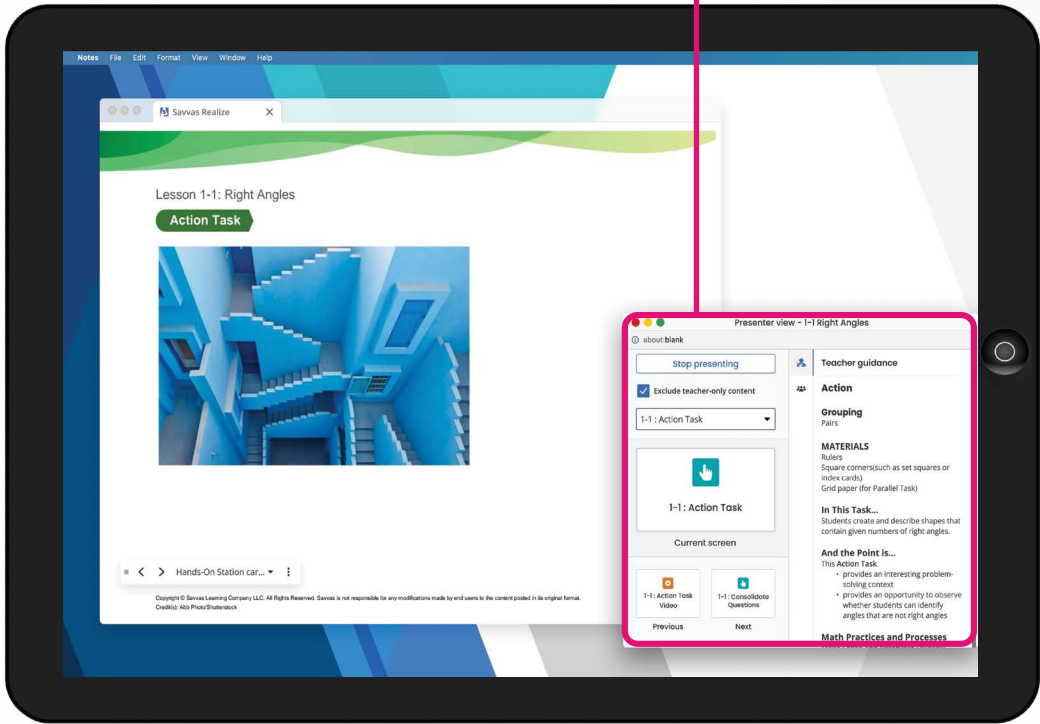 Notes File Edit Format View Window Help
Savvas Realize
Lesson 1-1: Right Angles
Action Task
Hands-On Station car...
Copyright © Savvas Learning Company LLC. All Rights Reserved. Savvas is not responsible for any modifications made by end users to the content posted in its original format.
Credit(s): Abb Photo/Shutterstock
Presenter view - 1-1 Right Angles
about:blank
Stop presenting
Exclude teacher-only content
1-1 : Action Task
1-1 : Action Task
Current screen
1-1 : Action Task
Video
Previous
1-1 : Consolidate
Questions
Next
Teacher guidance
Action
Grouping
Pairs
MATERIALS
Rulers
Square corners(such as set squares or
index cards)
Grid paper (for Parallel Task)
In This Task...
Students create and describe shapes that
contain given numbers of right angles.
And the Point is...
This Action Task
• provides an interesting problem-
solving context
• provides an opportunity to observe
whether students can identify
angles that are not right angles
Math Practices and Processes